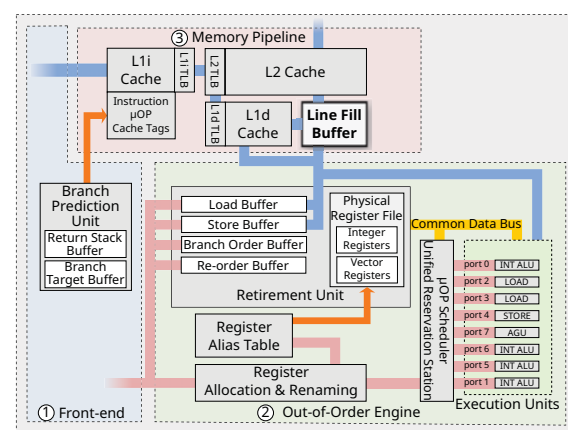 ③ Memory Pipeline
L1i
Cache
L1i TLB
L2 TLB
L2 Cache
Instruction
µOP
Cache Tags
L1d TLB
L1d
Cache
Line Fill
Buffer
Branch
Prediction
Unit
Return Stack
Buffer
Branch
Target Buffer
Load Buffer
Store Buffer
Branch Order Buffer
Re-order Buffer
Physical
Register File
Integer
Registers
Vector
Registers
Retirement Unit
Register
Alias Table
Register
Allocation & Renaming
Common Data Bus
µOP Scheduler
Unified Reservation Station
port 0 INT ALU
port 2 LOAD
port 3 LOAD
port 4 STORE
port 7 AGU
port 6 INT ALU
port 5 INT ALU
port 1 INT ALU
Execution Units
① Front-end
② Out-of-Order Engine